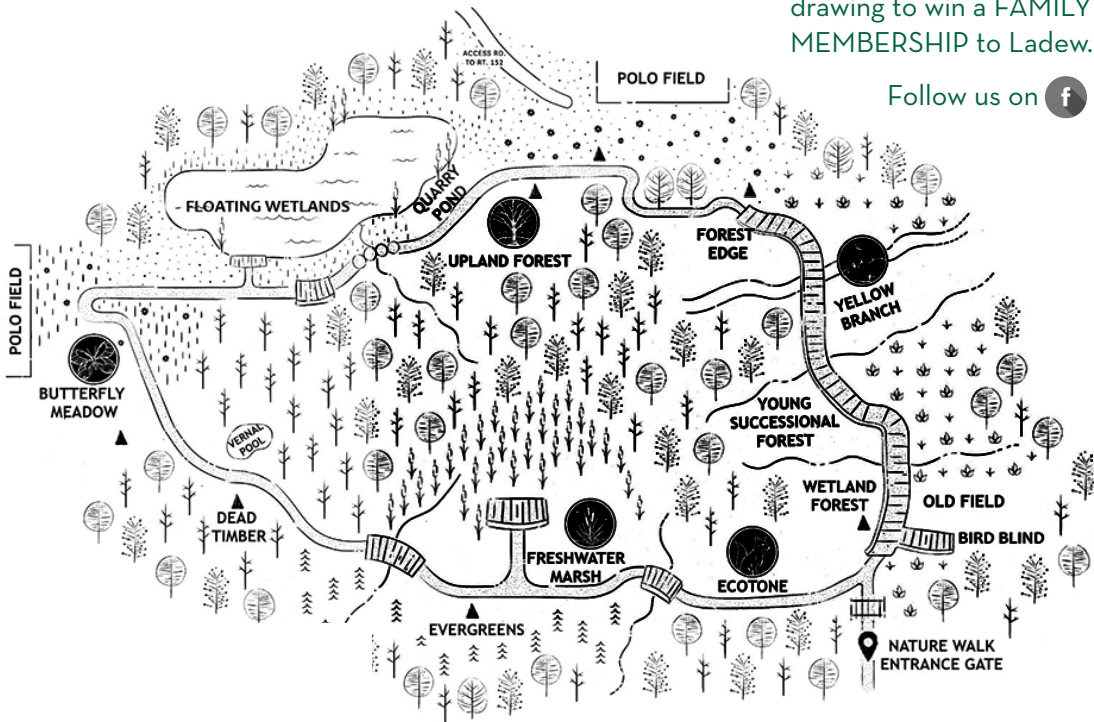 drawing to win a FAMILY
MEMBERSHIP to Ladew.
Follow us on
ACCESS RD.
TO RT. 152
POLO FIELD
QUARRY
POND
FLOATING WETLANDS
UPLAND FOREST
FOREST
EDGE
YELLOW
BRANCH
POLO FIELD
BUTTERFLY
MEADOW
YOUNG
SUCCESSIONAL
FOREST
VERNAL
POOL
WETLAND
FOREST
OLD FIELD
DEAD
TIMBER
BIRD BLIND
FRESHWATER
MARSH
ECOTONE
EVERGREENS
NATURE WALK
ENTRANCE GATE